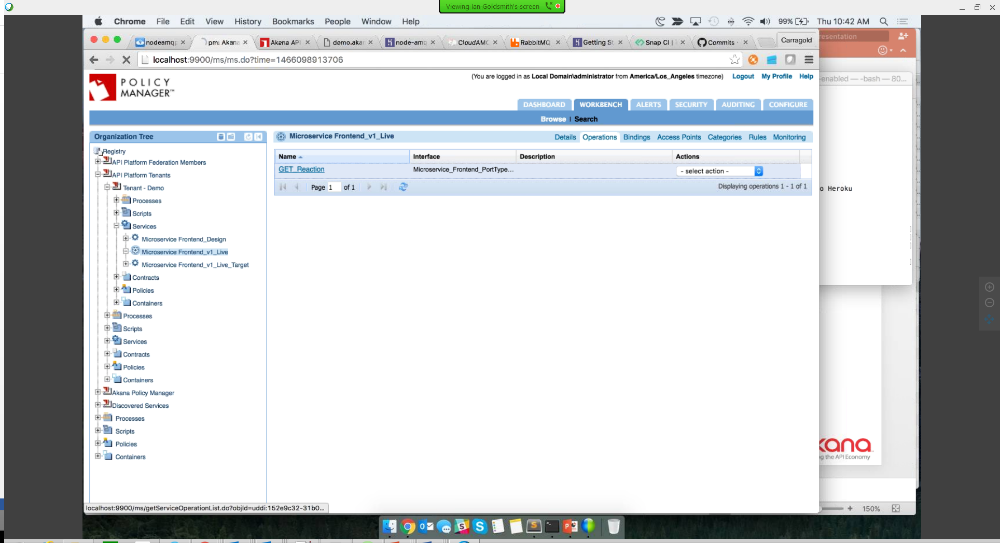 Viewing Ian Goldsmith's screen
Chrome File Edit View History Bookmarks People Window Help
99% Thu 10:42 AM
nodeamqp pm: Akana Akana API demo.akan node-amq CloudAMQ RabbitMQ Getting St Snap CI | Commits · Carragold
resentation
localhost:9900/ms/ms.do?time=1466098913706
POLICY
MANAGER™
(You are logged in as Local Domain\administrator from America/Los_Angeles timezone) Logout My Profile Help
-enabled — -bash — 80...
DASHBOARD WORKBENCH ALERTS SECURITY AUDITING CONFIGURE
Browse | Search
Organization Tree
Microservice Frontend_v1_Live
Details Operations Bindings Access Points Categories Rules Monitoring
Registry
API Platform Federation Members
API Platform Tenants
Tenant - Demo
Processes
Scripts
Services
Microservice Frontend_Design
Microservice Frontend_v1_Live
Microservice Frontend_v1_Live_Target
Contracts
Policies
Containers
Processes
Scripts
Services
Contracts
Policies
Containers
Akana Policy Manager
Discovered Services
Processes
Scripts
Policies
Containers
Name Interface Description Actions
GET_Reaction Microservice_Frontend_PortType... - select action -
Page 1 of 1
Displaying operations 1 - 1 of 1
o Heroku
]
]
]
]
kana
g the API Economy
localhost:9900/ms/getServiceOperationList.do?objId=uddi:152e9c32-31b0...
150%